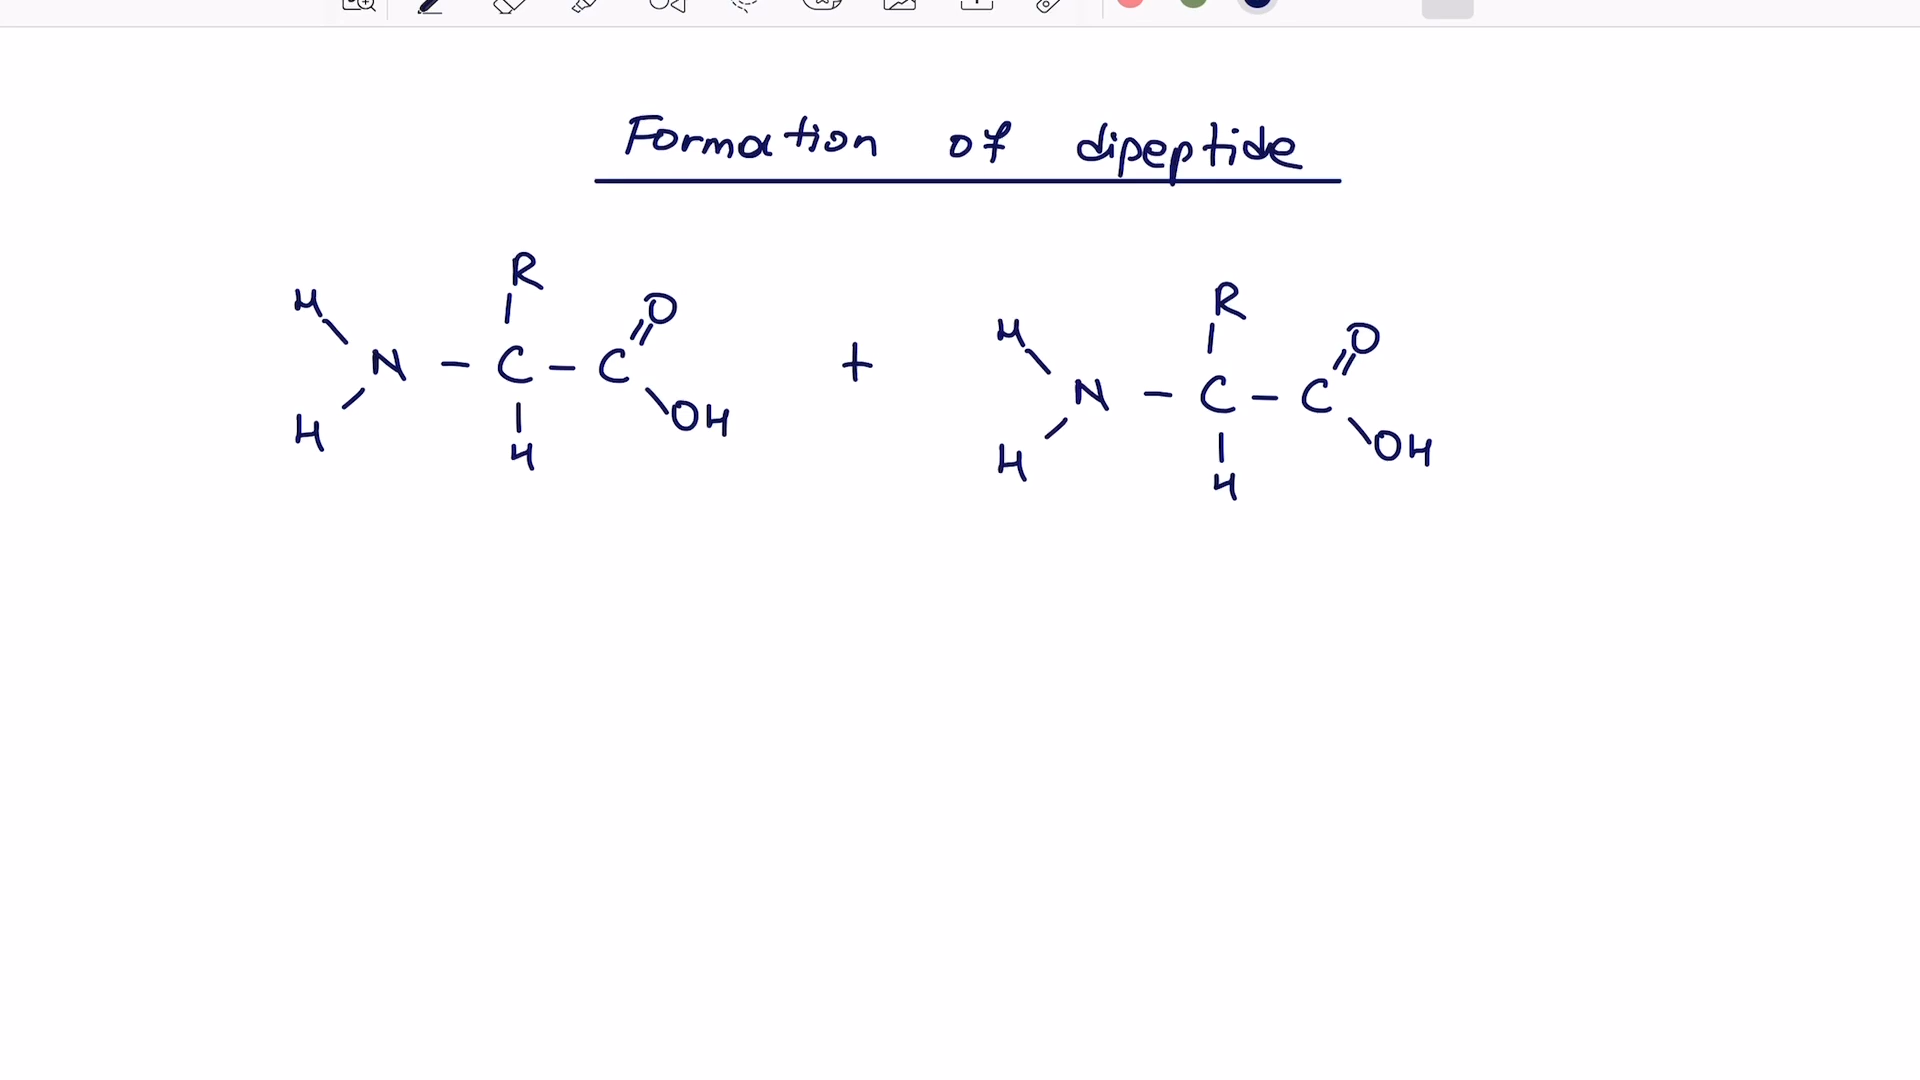 Formation of dipeptide
R R
H O H O
N - C - C + N - C - C
H OH H OH
H H